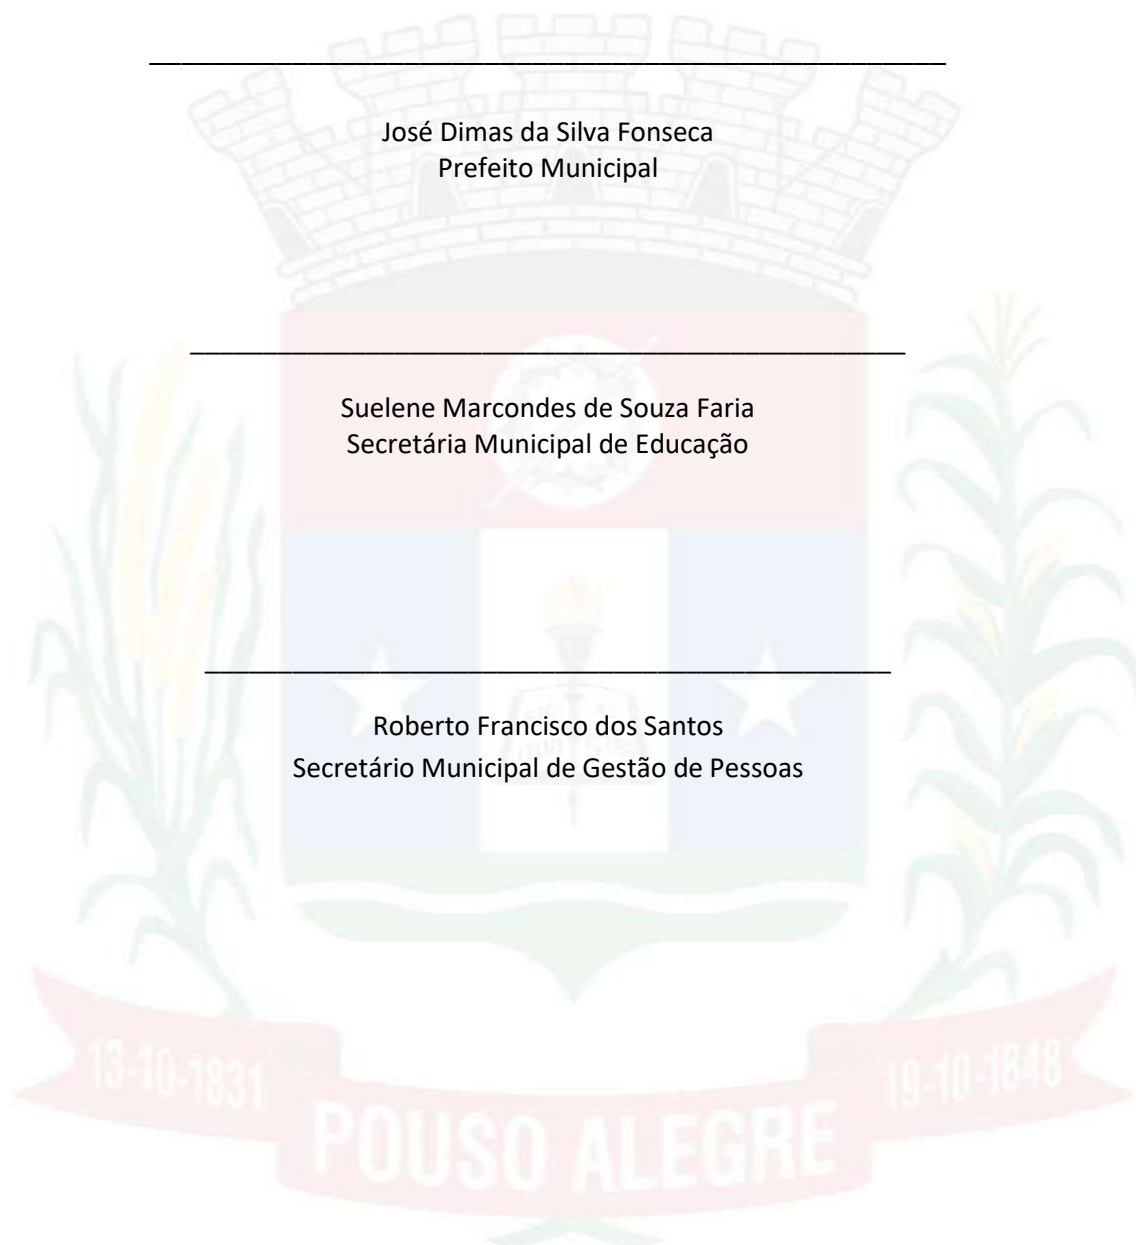 José Dimas da Silva Fonseca
Prefeito Municipal
Suelene Marcondes de Souza Faria
Secretária Municipal de Educação
Roberto Francisco dos Santos
Secretário Municipal de Gestão de Pessoas
13-10-1831
19-10-1848
POUSO ALEGRE